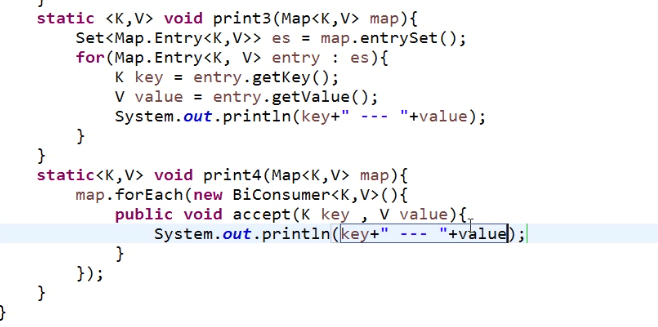 }
static <K,V> void print3(Map<K,V> map){
Set<Map.Entry<K,V>> es = map.entrySet();
for(Map.Entry<K, V> entry : es){
K key = entry.getKey();
V value = entry.getValue();
System.out.println(key+" --- "+value);
}
}
static<K,V> void print4(Map<K,V> map){
map.forEach(new BiConsumer<K,V>(){
public void accept(K key , V value){
System.out.println(key+" --- "+value);
}
});
}
}